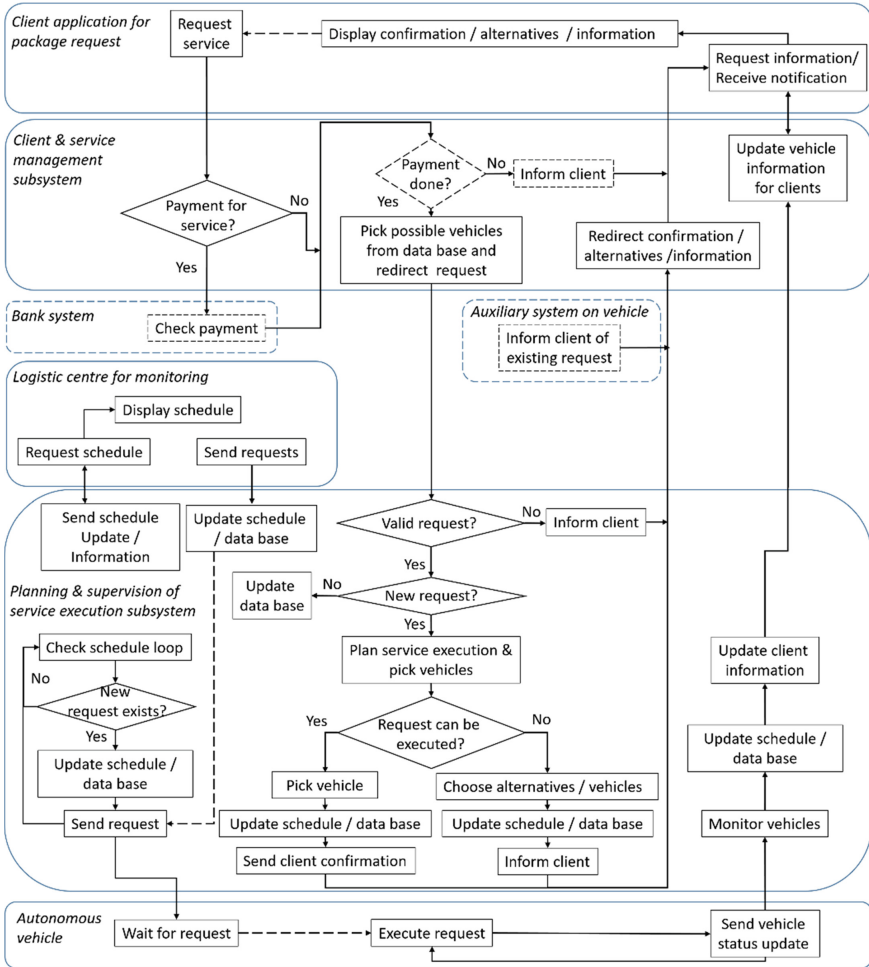 Client application for
package request
Request
service
Display confirmation / alternatives / information
Request information/
Receive notification
Client & service
management
subsystem
Payment
done?
No
Inform client
Update vehicle
information
for clients
Payment for
service?
No
Yes
Pick possible vehicles
from data base and
redirect request
Redirect confirmation /
alternatives /information
Yes
Bank system
Check payment
Auxiliary system on vehicle
Inform client of
existing request
Logistic centre for monitoring
Display schedule
Request schedule
Send requests
Send schedule
Update /
Information
Update schedule
/ data base
Valid request?
No
Inform client
Yes
Planning & supervision of
service execution subsystem
Update
data base
No
New request?
Yes
Check schedule loop
Plan service execution &
pick vehicles
Update client
information
No
New
request exists?
Yes
Yes
Request can be
executed?
No
Update schedule /
data base
Update schedule /
data base
Pick vehicle
Choose alternatives / vehicles
Send request
Update schedule / data base
Update schedule / data base
Monitor vehicles
Send client confirmation
Inform client
Autonomous
vehicle
Wait for request
Execute request
Send vehicle
status update